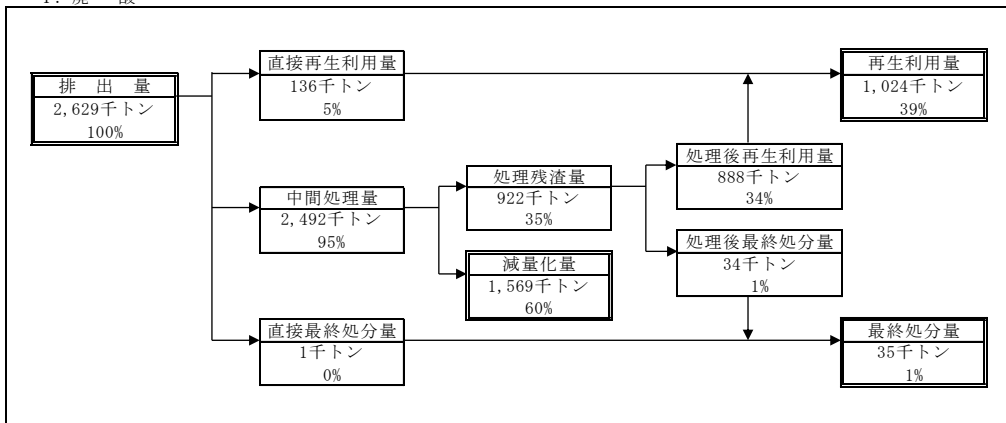 排　出　量
2,629千トン
100%
直接再生利用量
136千トン
5%
中間処理量
2,492千トン
95%
直接最終処分量
1千トン
0%
処理残渣量
922千トン
35%
減量化量
1,569千トン
60%
処理後再生利用量
888千トン
34%
処理後最終処分量
34千トン
1%
再生利用量
1,024千トン
39%
最終処分量
35千トン
1%